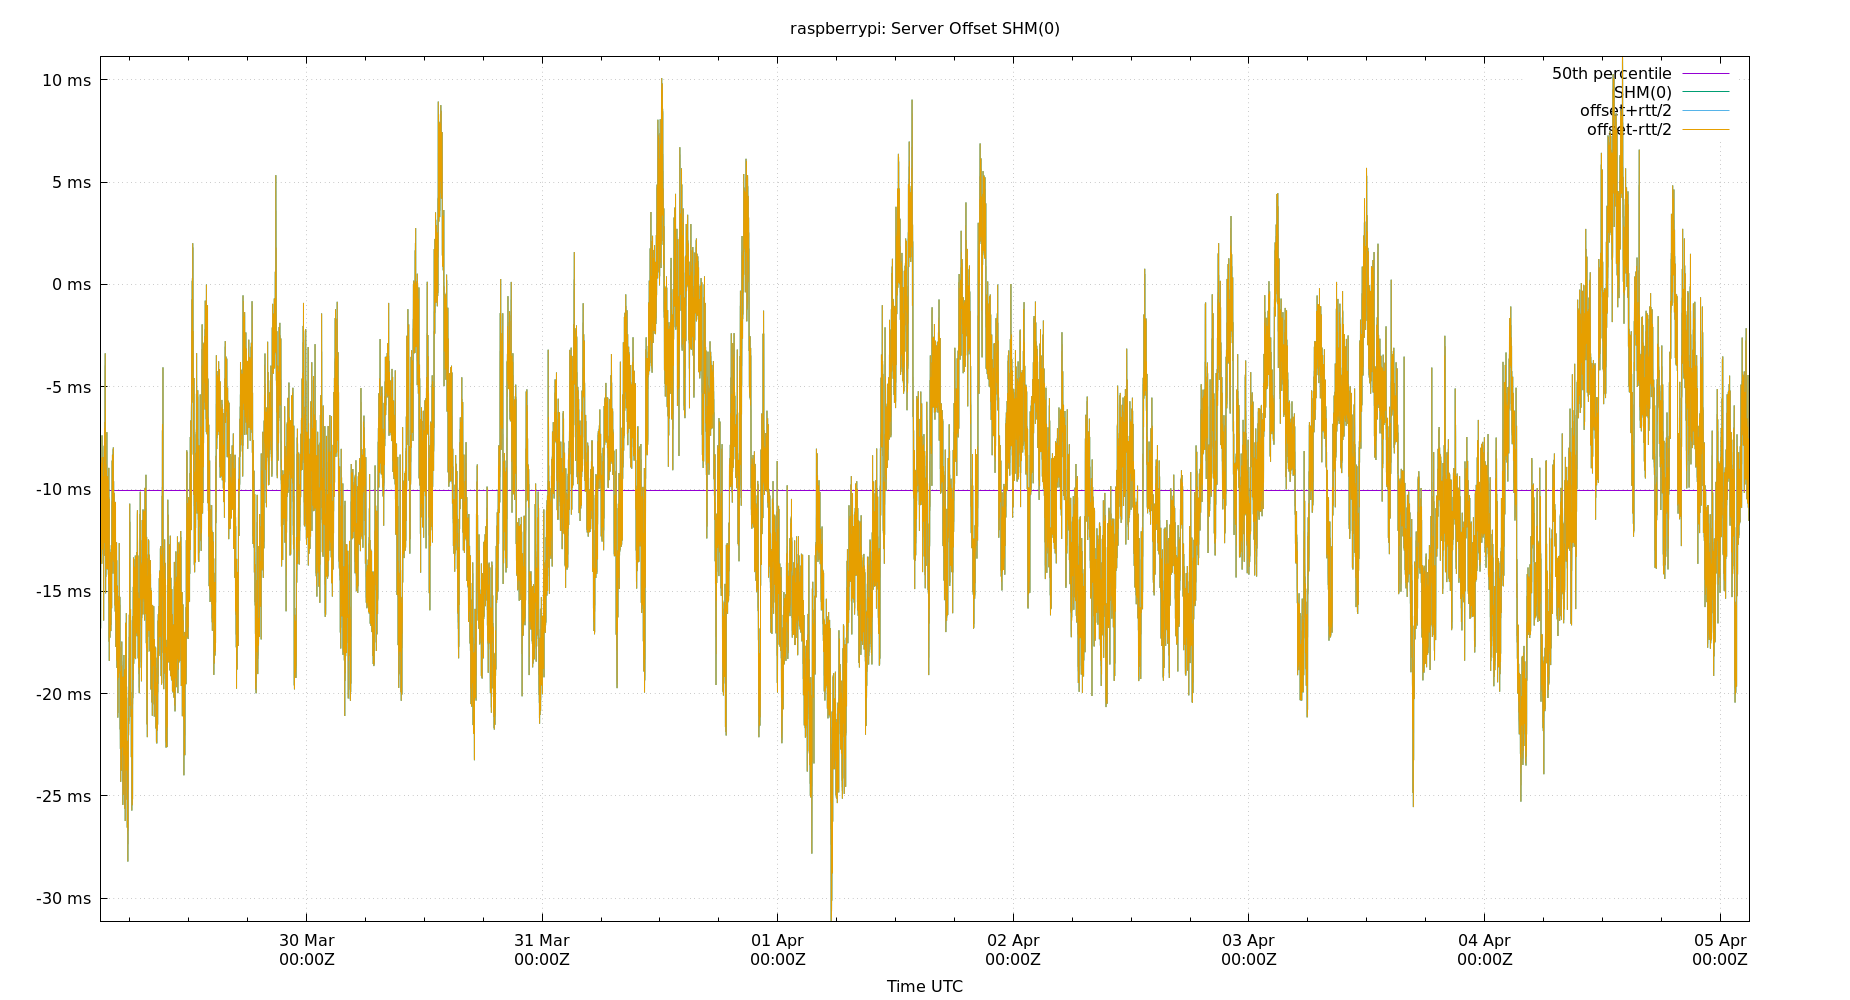 raspberrypi: Server Offset SHM(0)
10 ms
5 ms
0 ms
-5 ms
-10 ms
-15 ms
-20 ms
-25 ms
-30 ms
50th percentile
SHM(0)
offset+rtt/2
offset-rtt/2
30 Mar
00:00Z
31 Mar
00:00Z
01 Apr
00:00Z
02 Apr
00:00Z
03 Apr
00:00Z
04 Apr
00:00Z
05 Apr
00:00Z
Time UTC